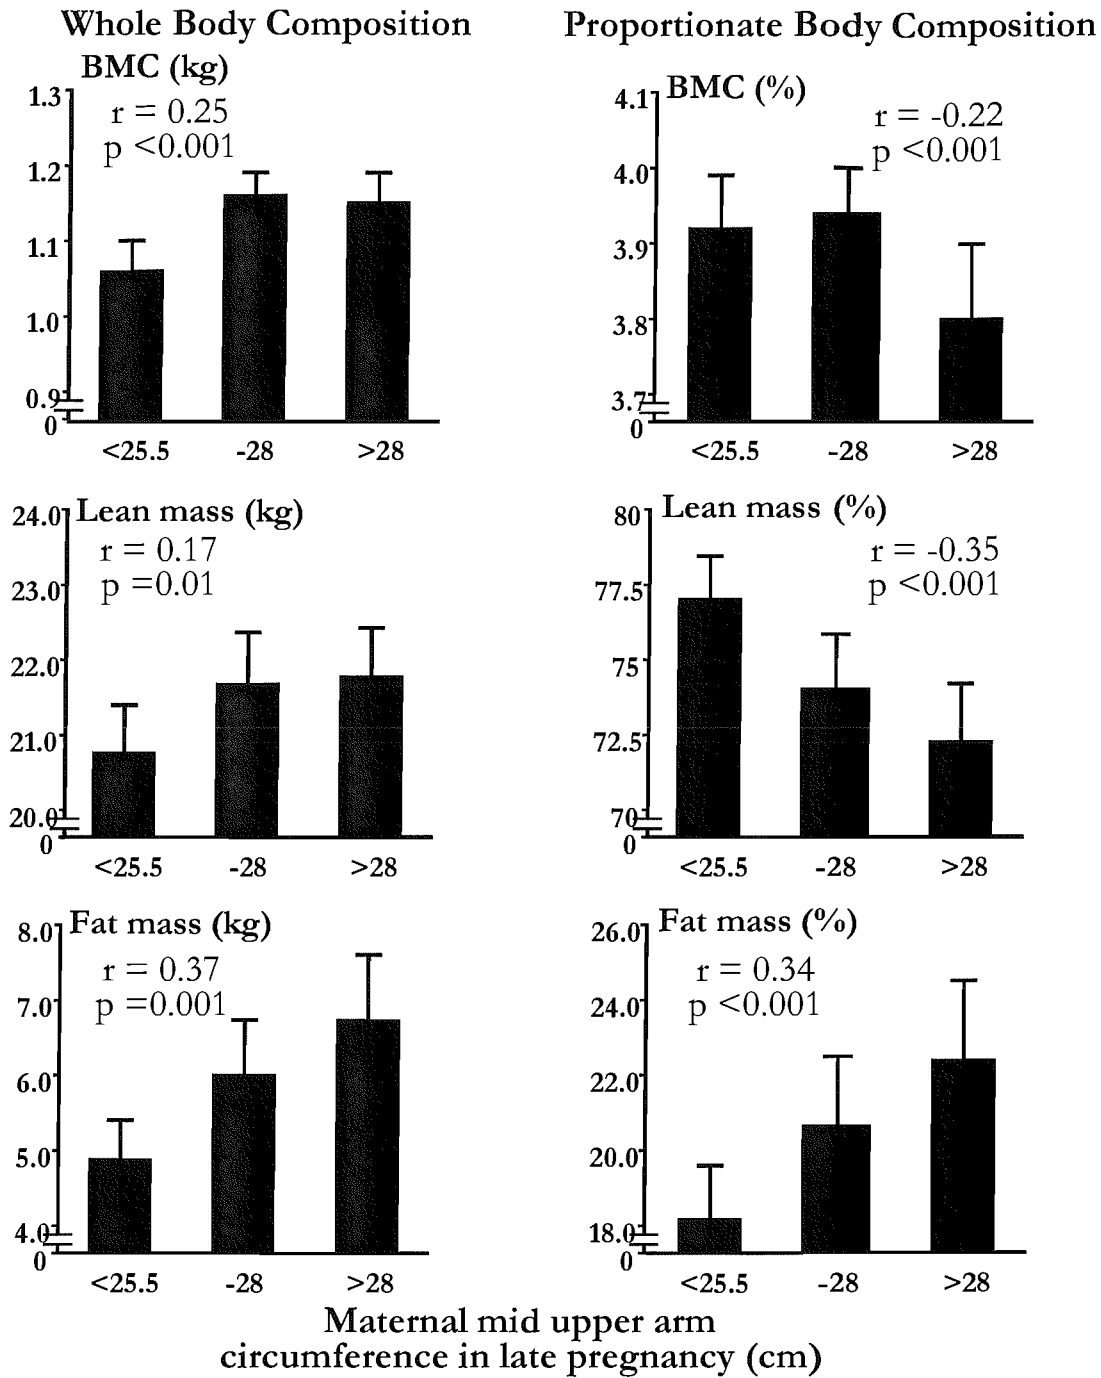 Whole Body Composition
Proportionate Body Composition
BMC (kg)
r = 0.25
p <0.001
1.3
1.2
1.1
1.0
0.9
0
<25.5 -28 >28
BMC (%)
r = -0.22
p <0.001
4.1
4.0
3.9
3.8
3.7
0
<25.5 -28 >28
Lean mass (kg)
r = 0.17
p =0.01
24.0
23.0
22.0
21.0
20.0
0
<25.5 -28 >28
Lean mass (%)
r = -0.35
p <0.001
80
77.5
75
72.5
70
0
<25.5 -28 >28
Fat mass (kg)
r = 0.37
p =0.001
8.0
7.0
6.0
5.0
4.0
0
<25.5 -28 >28
Fat mass (%)
r = 0.34
p <0.001
26.0
24.0
22.0
20.0
18.0
0
<25.5 -28 >28
Maternal mid upper arm
circumference in late pregnancy (cm)